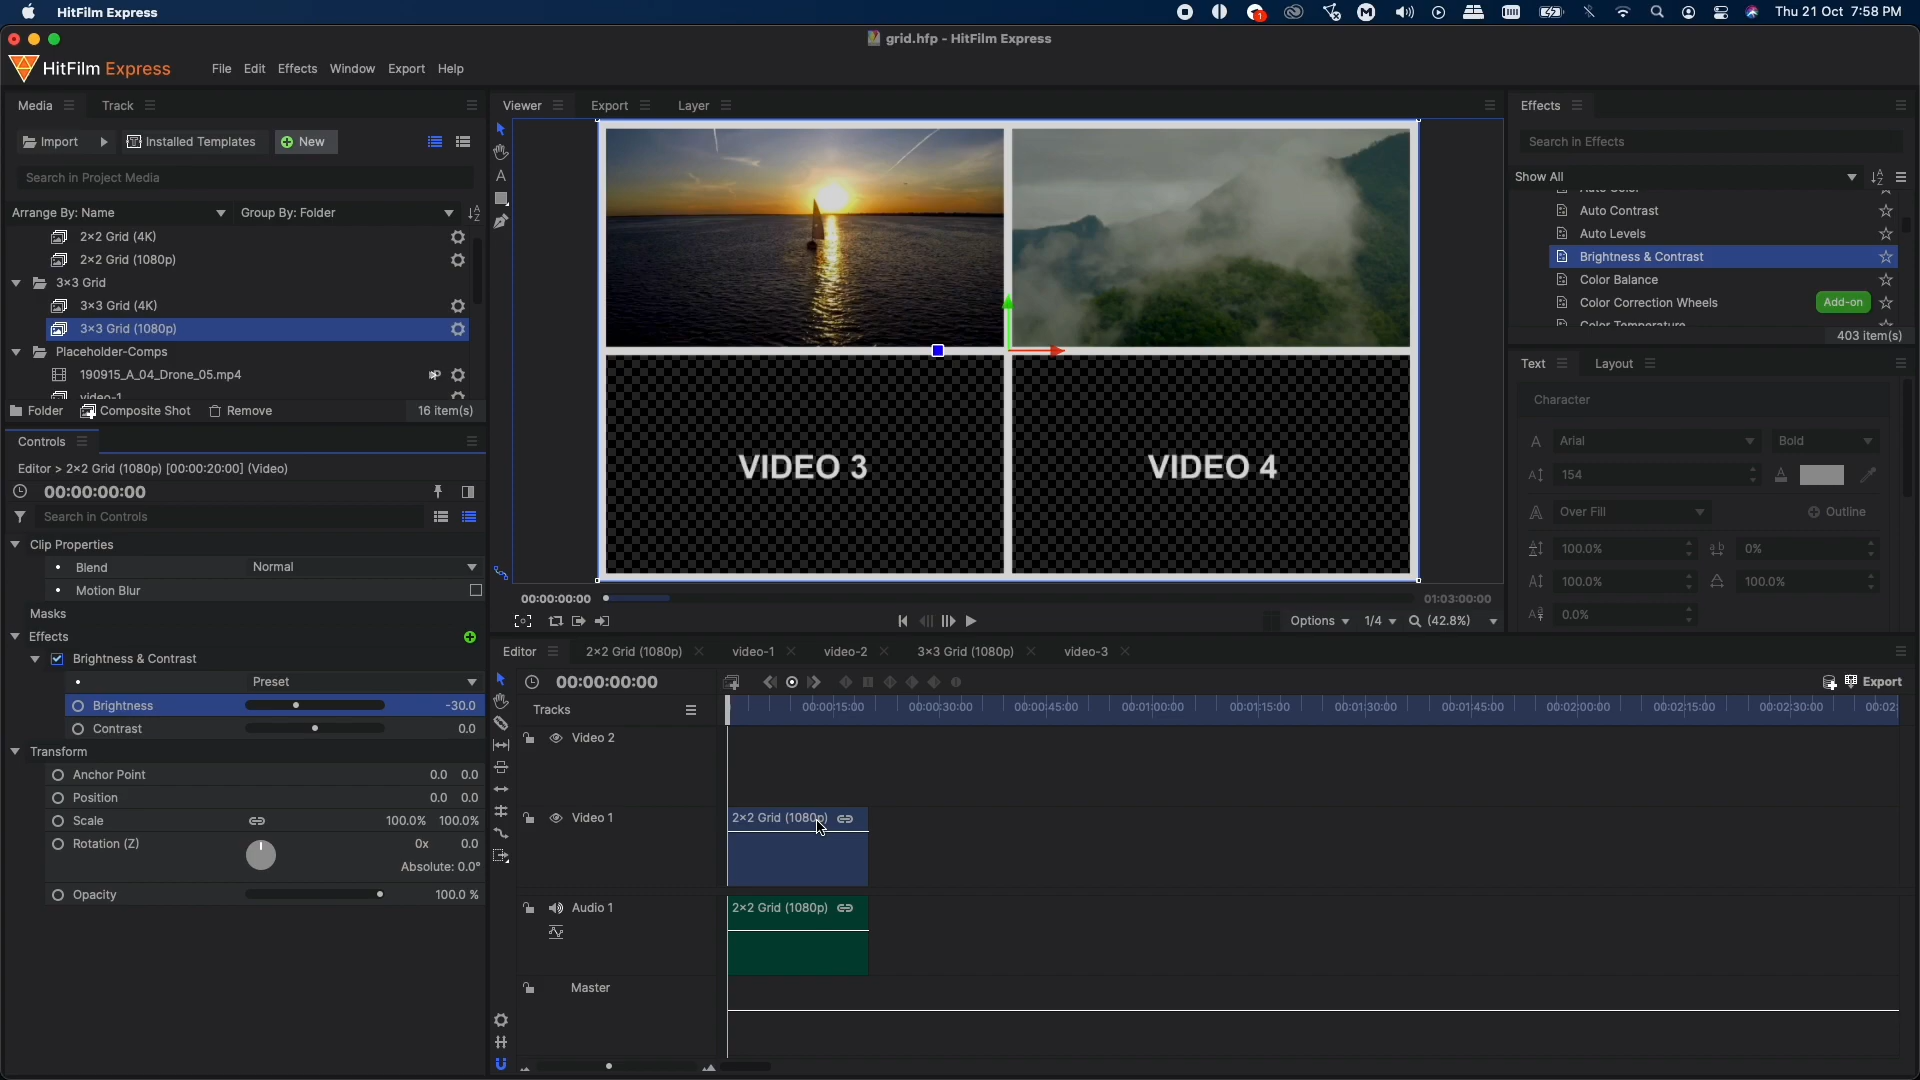 HitFilm Express
1
Thu 21 Oct 7:58 PM
grid.hfp - HitFilm Express
HitFilm Express
File Edit Effects Window Export Help
Media
Track
Import
Installed Templates
New
Search in Project Media
Arrange By: Name
Group By: Folder
2×2 Grid (4K)
2×2 Grid (1080p)
3×3 Grid
3×3 Grid (4K)
3×3 Grid (1080p)
Placeholder-Comps
190915_A_04_Drone_05.mp4
video-1
Folder
Composite Shot
Remove
16 item(s)
Controls
Editor > 2×2 Grid (1080p) [00:00:20:00] (Video)
00:00:00:00
Search in Controls
Clip Properties
Blend Normal
Motion Blur
Masks
Effects
Brightness & Contrast
Preset
Brightness -30.0
Contrast 0.0
Transform
Anchor Point 0.0 0.0
Position 0.0 0.0
Scale 100.0% 100.0%
Rotation (Z) 0x 0.0
Absolute: 0.0°
Opacity 100.0 %
Viewer
Export
Layer
VIDEO 3
VIDEO 4
00:00:00:00
01:03:00:00
Options
1/4
(42.8%)
Effects
Search in Effects
Show All
Auto Color
Auto Contrast
Auto Levels
Brightness & Contrast
Color Balance
Color Correction Wheels Add-on
Color Temperature
403 item(s)
Text
Layout
Character
Arial
Bold
154
Over Fill
Outline
100.0%
0%
100.0%
100.0%
0.0%
Editor
2×2 Grid (1080p)
video-1
video-2
3×3 Grid (1080p)
video-3
00:00:00:00
Export
Tracks
00:00:15:00 00:00:30:00 00:00:45:00 00:01:00:00 00:01:15:00 00:01:30:00 00:01:45:00 00:02:00:00 00:02:15:00 00:02:30:00 00:02:
Video 2
Video 1
2×2 Grid (1080p)
Audio 1
2×2 Grid (1080p)
Master